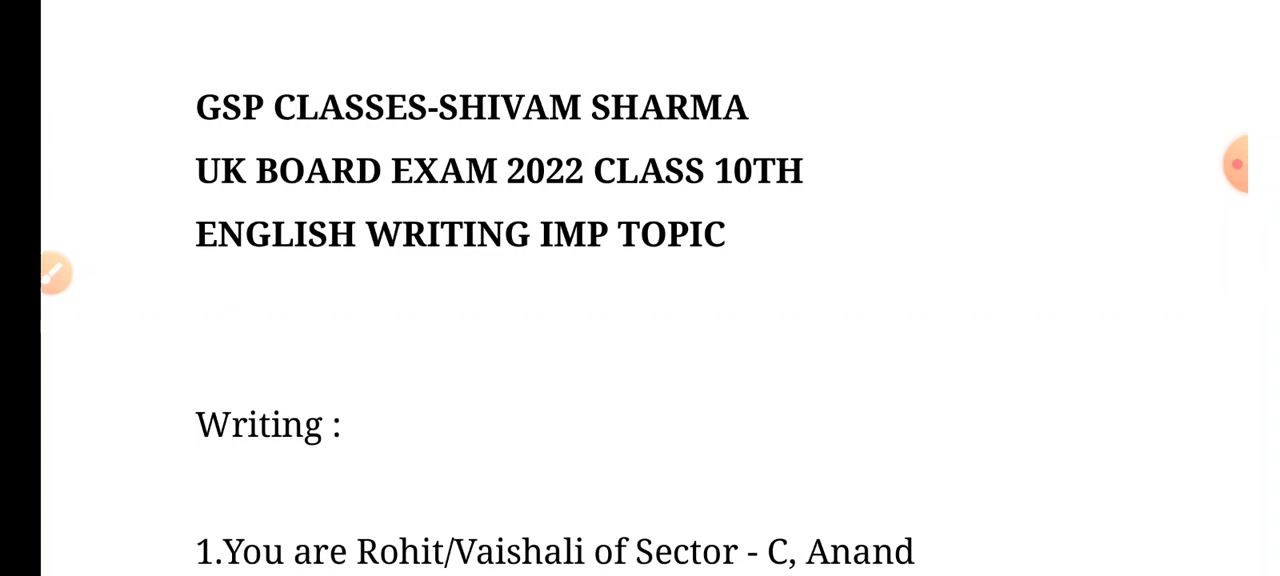 GSP CLASSES-SHIVAM SHARMA
UK BOARD EXAM 2022 CLASS 10TH
ENGLISH WRITING IMP TOPIC
Writing :
1.You are Rohit/Vaishali of Sector - C, Anand